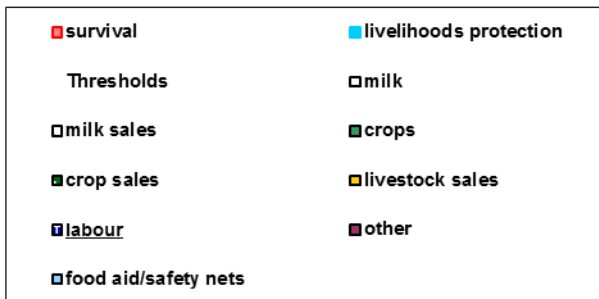 survival livelihoods protection
Thresholds milk
milk sales crops
crop sales livestock sales
labour other
food aid/safety nets